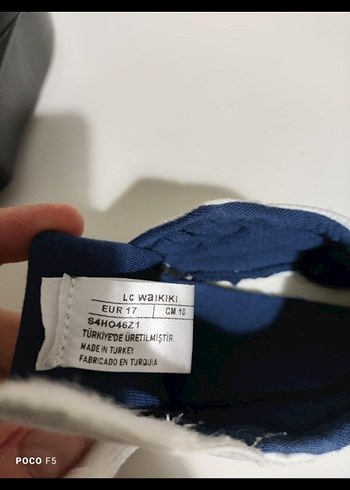 LC WAIKIKI
EUR 17 CM 10
S4HO46Z1
TÜRKİYE'DE ÜRETİLMİŞTİR.
MADE IN TURKEY
FABRICADO EN TURQUIA
POCO F5